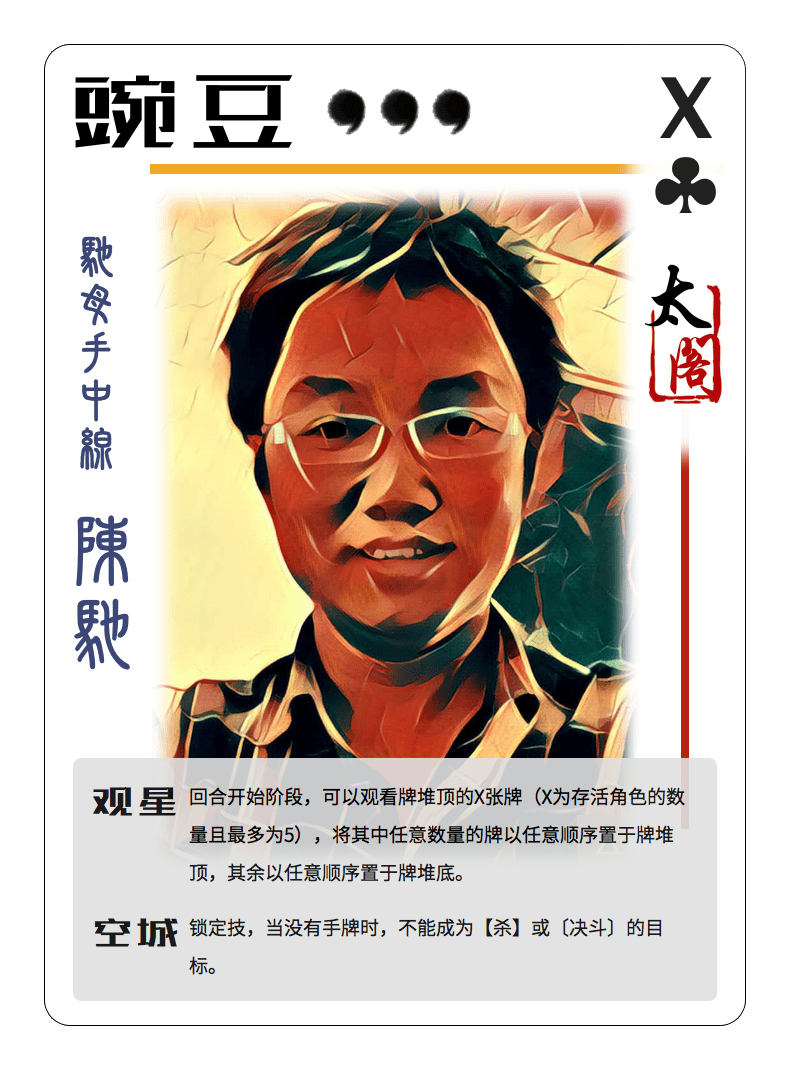 豌豆
X
太阁
馳母手中線
陳馳
观星
回合开始阶段，可以观看牌堆顶的X张牌（X为存活角色的数
量且最多为5），将其中任意数量的牌以任意顺序置于牌堆
顶，其余以任意顺序置于牌堆底。
空城
锁定技，当没有手牌时，不能成为【杀】或〔决斗〕的目
标。